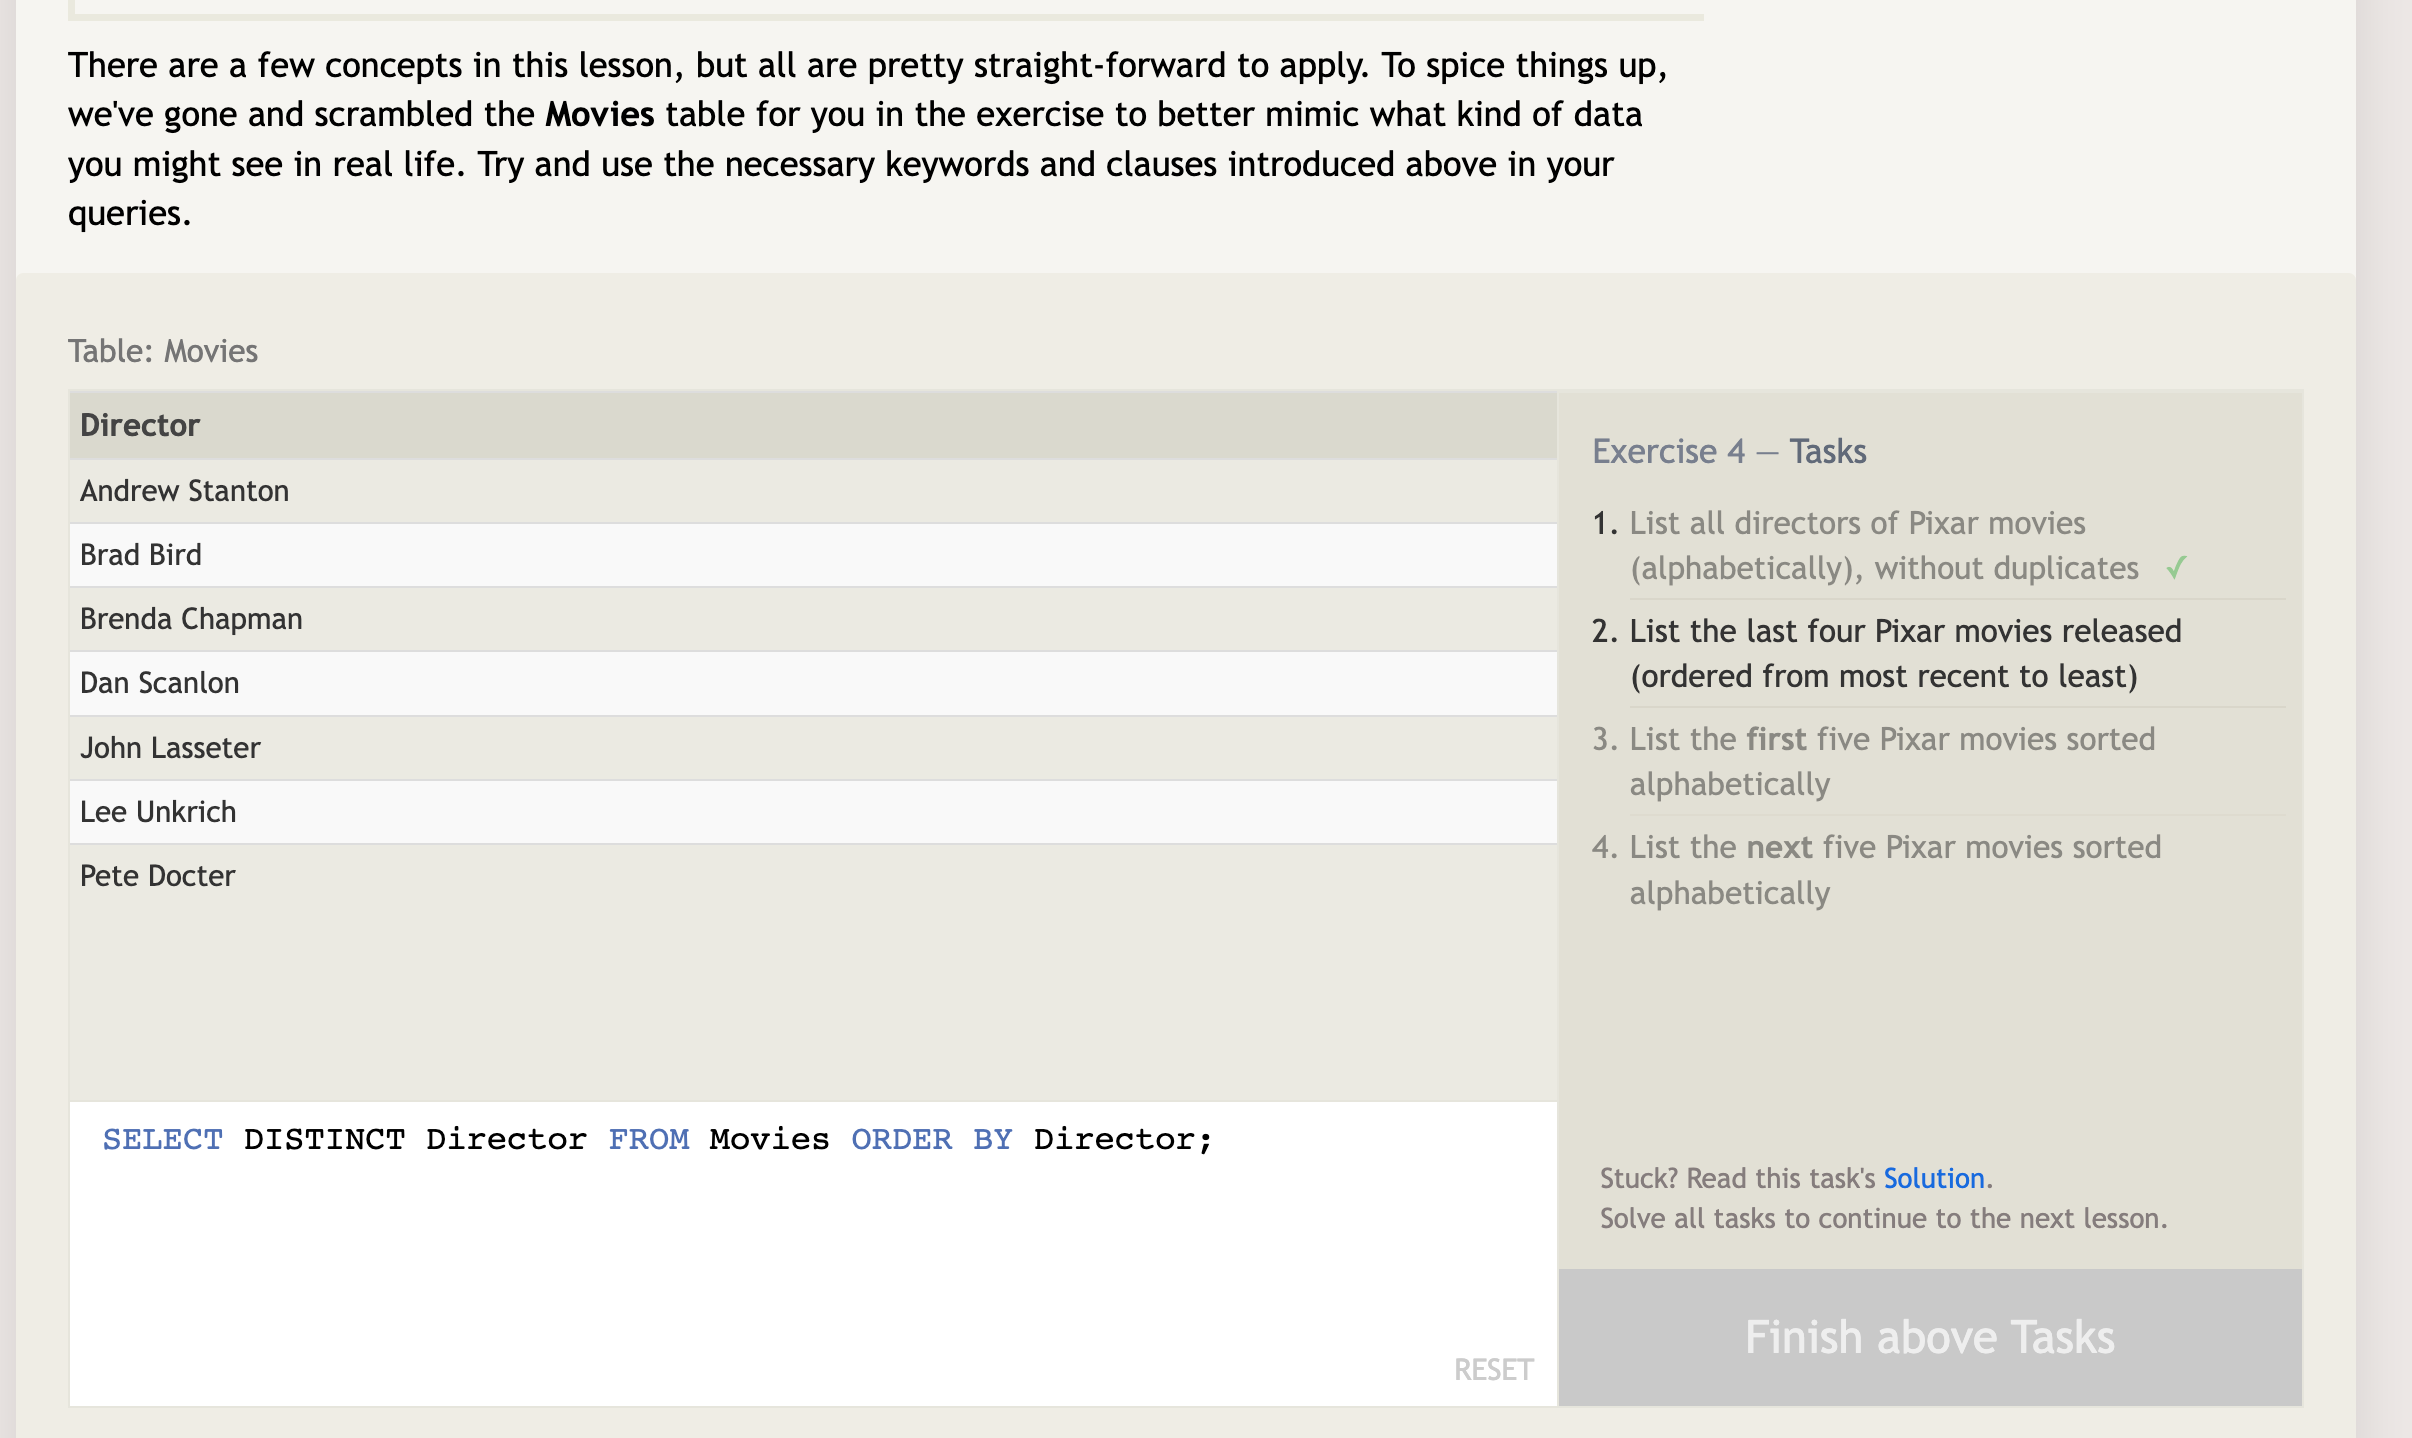 There are a few concepts in this lesson, but all are pretty straight-forward to apply. To spice things up,
we've gone and scrambled the Movies table for you in the exercise to better mimic what kind of data
you might see in real life. Try and use the necessary keywords and clauses introduced above in your
queries.
Table: Movies
Director
Andrew Stanton
Brad Bird
Brenda Chapman
Dan Scanlon
John Lasseter
Lee Unkrich
Pete Docter
SELECT DISTINCT Director FROM Movies ORDER BY Director;
RESET
Exercise 4 — Tasks
1. List all directors of Pixar movies
(alphabetically), without duplicates ✓
2. List the last four Pixar movies released
(ordered from most recent to least)
3. List the first five Pixar movies sorted
alphabetically
4. List the next five Pixar movies sorted
alphabetically
Stuck? Read this task's Solution.
Solve all tasks to continue to the next lesson.
Finish above Tasks